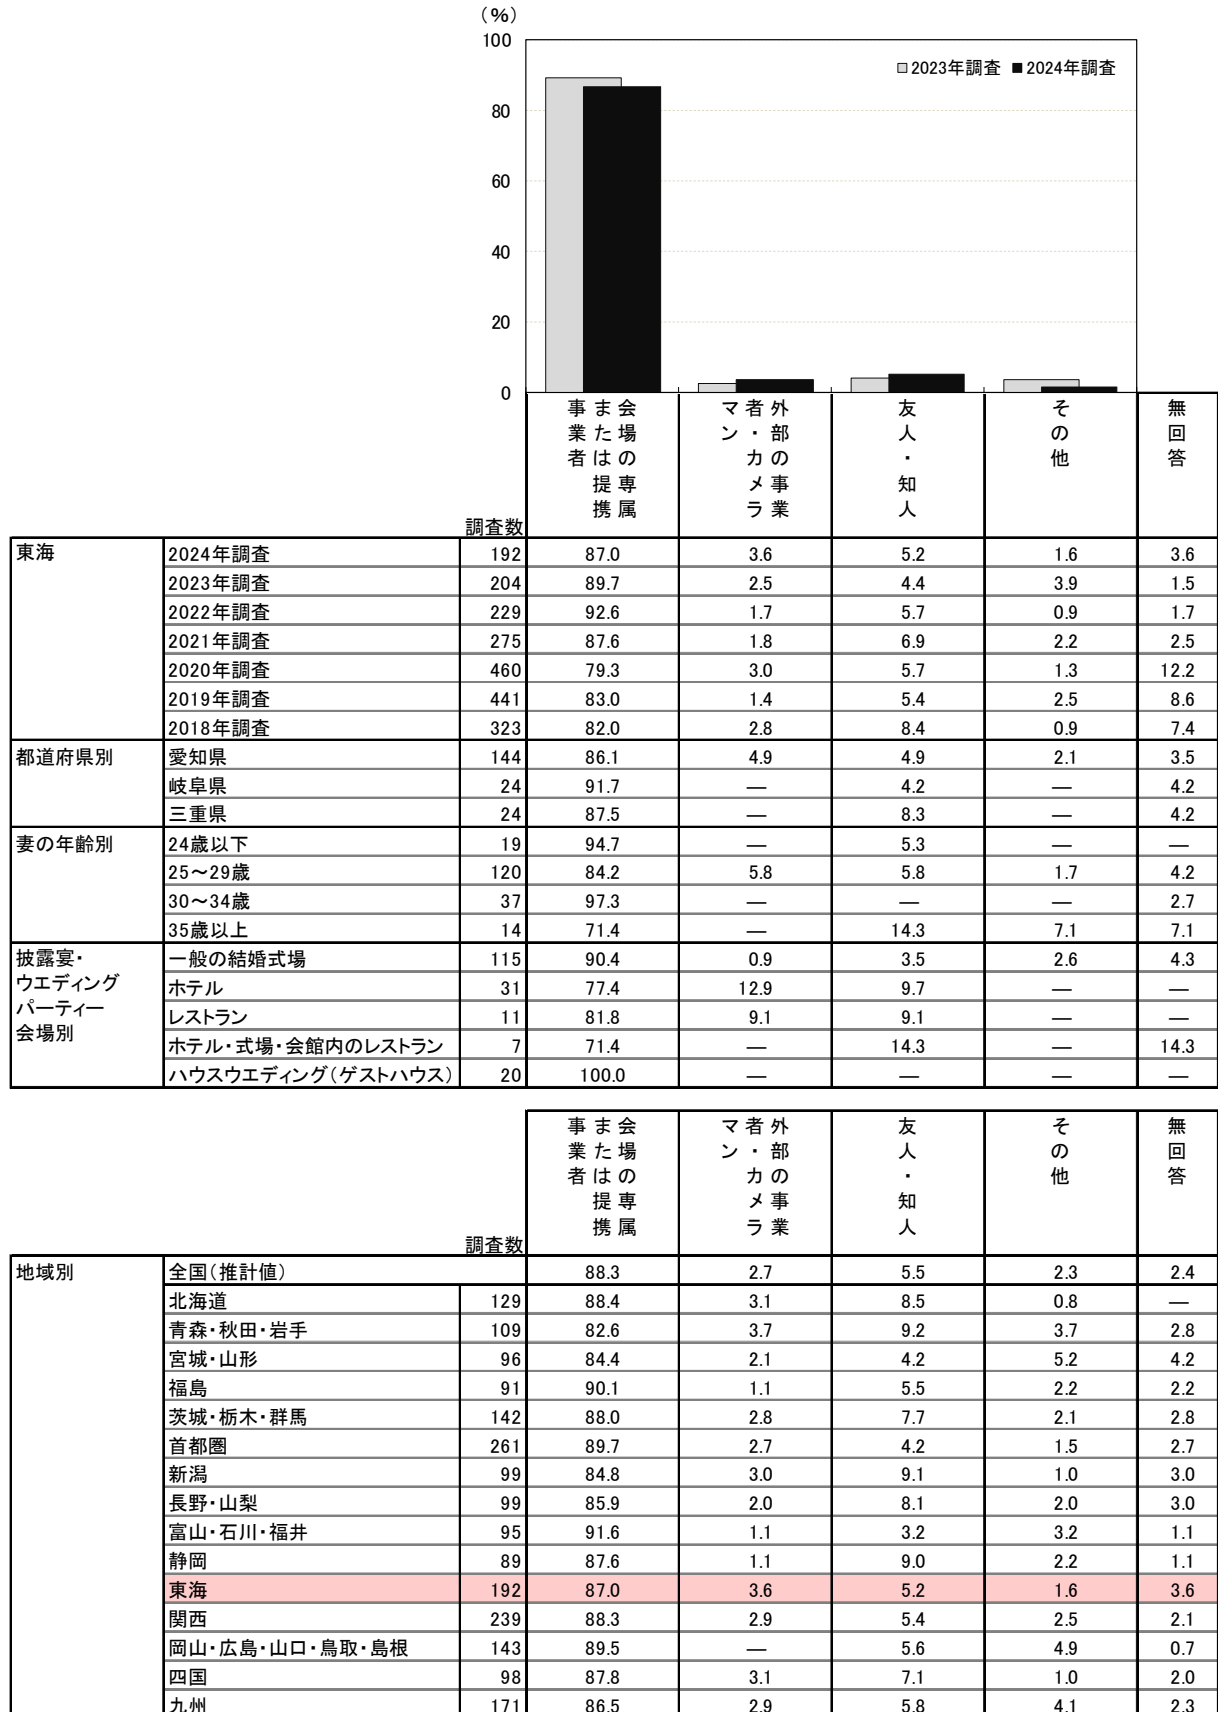 (%)
100
80
60
40
20
0
2023年調査 2024年調査
会場の専属または提携事業者 外部の事業者・カメラマン 友人・知人 その他 無回答
調査数
東海 2024年調査 192 87.0 3.6 5.2 1.6 3.6
2023年調査 204 89.7 2.5 4.4 3.9 1.5
2022年調査 229 92.6 1.7 5.7 0.9 1.7
2021年調査 275 87.6 1.8 6.9 2.2 2.5
2020年調査 460 79.3 3.0 5.7 1.3 12.2
2019年調査 441 83.0 1.4 5.4 2.5 8.6
2018年調査 323 82.0 2.8 8.4 0.9 7.4
都道府県別 愛知県 144 86.1 4.9 4.9 2.1 3.5
岐阜県 24 91.7 — 4.2 — 4.2
三重県 24 87.5 — 8.3 — 4.2
妻の年齢別 24歳以下 19 94.7 — 5.3 — —
25～29歳 120 84.2 5.8 5.8 1.7 4.2
30～34歳 37 97.3 — — — 2.7
35歳以上 14 71.4 — 14.3 7.1 7.1
披露宴・ウエディングパーティー会場別 一般の結婚式場 115 90.4 0.9 3.5 2.6 4.3
ホテル 31 77.4 12.9 9.7 — —
レストラン 11 81.8 9.1 9.1 — —
ホテル・式場・会館内のレストラン 7 71.4 — 14.3 — 14.3
ハウスウエディング(ゲストハウス) 20 100.0 — — — —
会場の専属または提携事業者 外部の事業者・カメラマン 友人・知人 その他 無回答
調査数
地域別 全国(推計値) 88.3 2.7 5.5 2.3 2.4
北海道 129 88.4 3.1 8.5 0.8 —
青森・秋田・岩手 109 82.6 3.7 9.2 3.7 2.8
宮城・山形 96 84.4 2.1 4.2 5.2 4.2
福島 91 90.1 1.1 5.5 2.2 2.2
茨城・栃木・群馬 142 88.0 2.8 7.7 2.1 2.8
首都圏 261 89.7 2.7 4.2 1.5 2.7
新潟 99 84.8 3.0 9.1 1.0 3.0
長野・山梨 99 85.9 2.0 8.1 2.0 3.0
富山・石川・福井 95 91.6 1.1 3.2 3.2 1.1
静岡 89 87.6 1.1 9.0 2.2 1.1
東海 192 87.0 3.6 5.2 1.6 3.6
関西 239 88.3 2.9 5.4 2.5 2.1
岡山・広島・山口・鳥取・島根 143 89.5 — 5.6 4.9 0.7
四国 98 87.8 3.1 7.1 1.0 2.0
九州 171 86.5 2.9 5.8 4.1 2.3